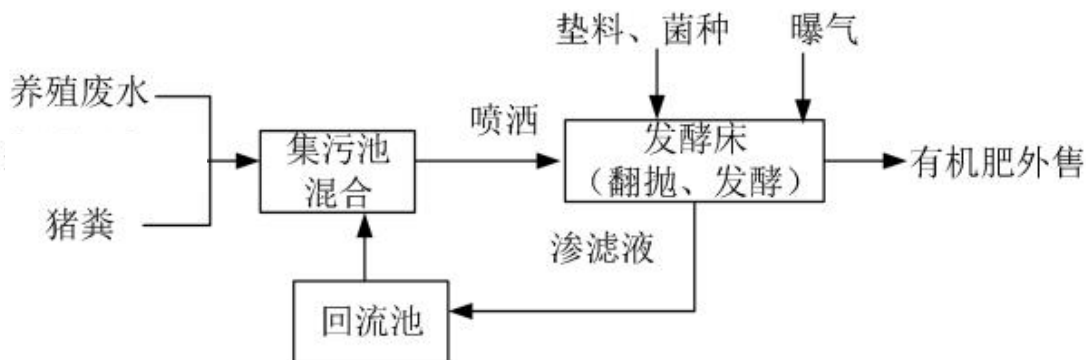 垫料、菌种
曝气
养殖废水
喷洒
集污池
混合
发酵床
（翻抛、发酵）
有机肥外售
猪粪
渗滤液
回流池